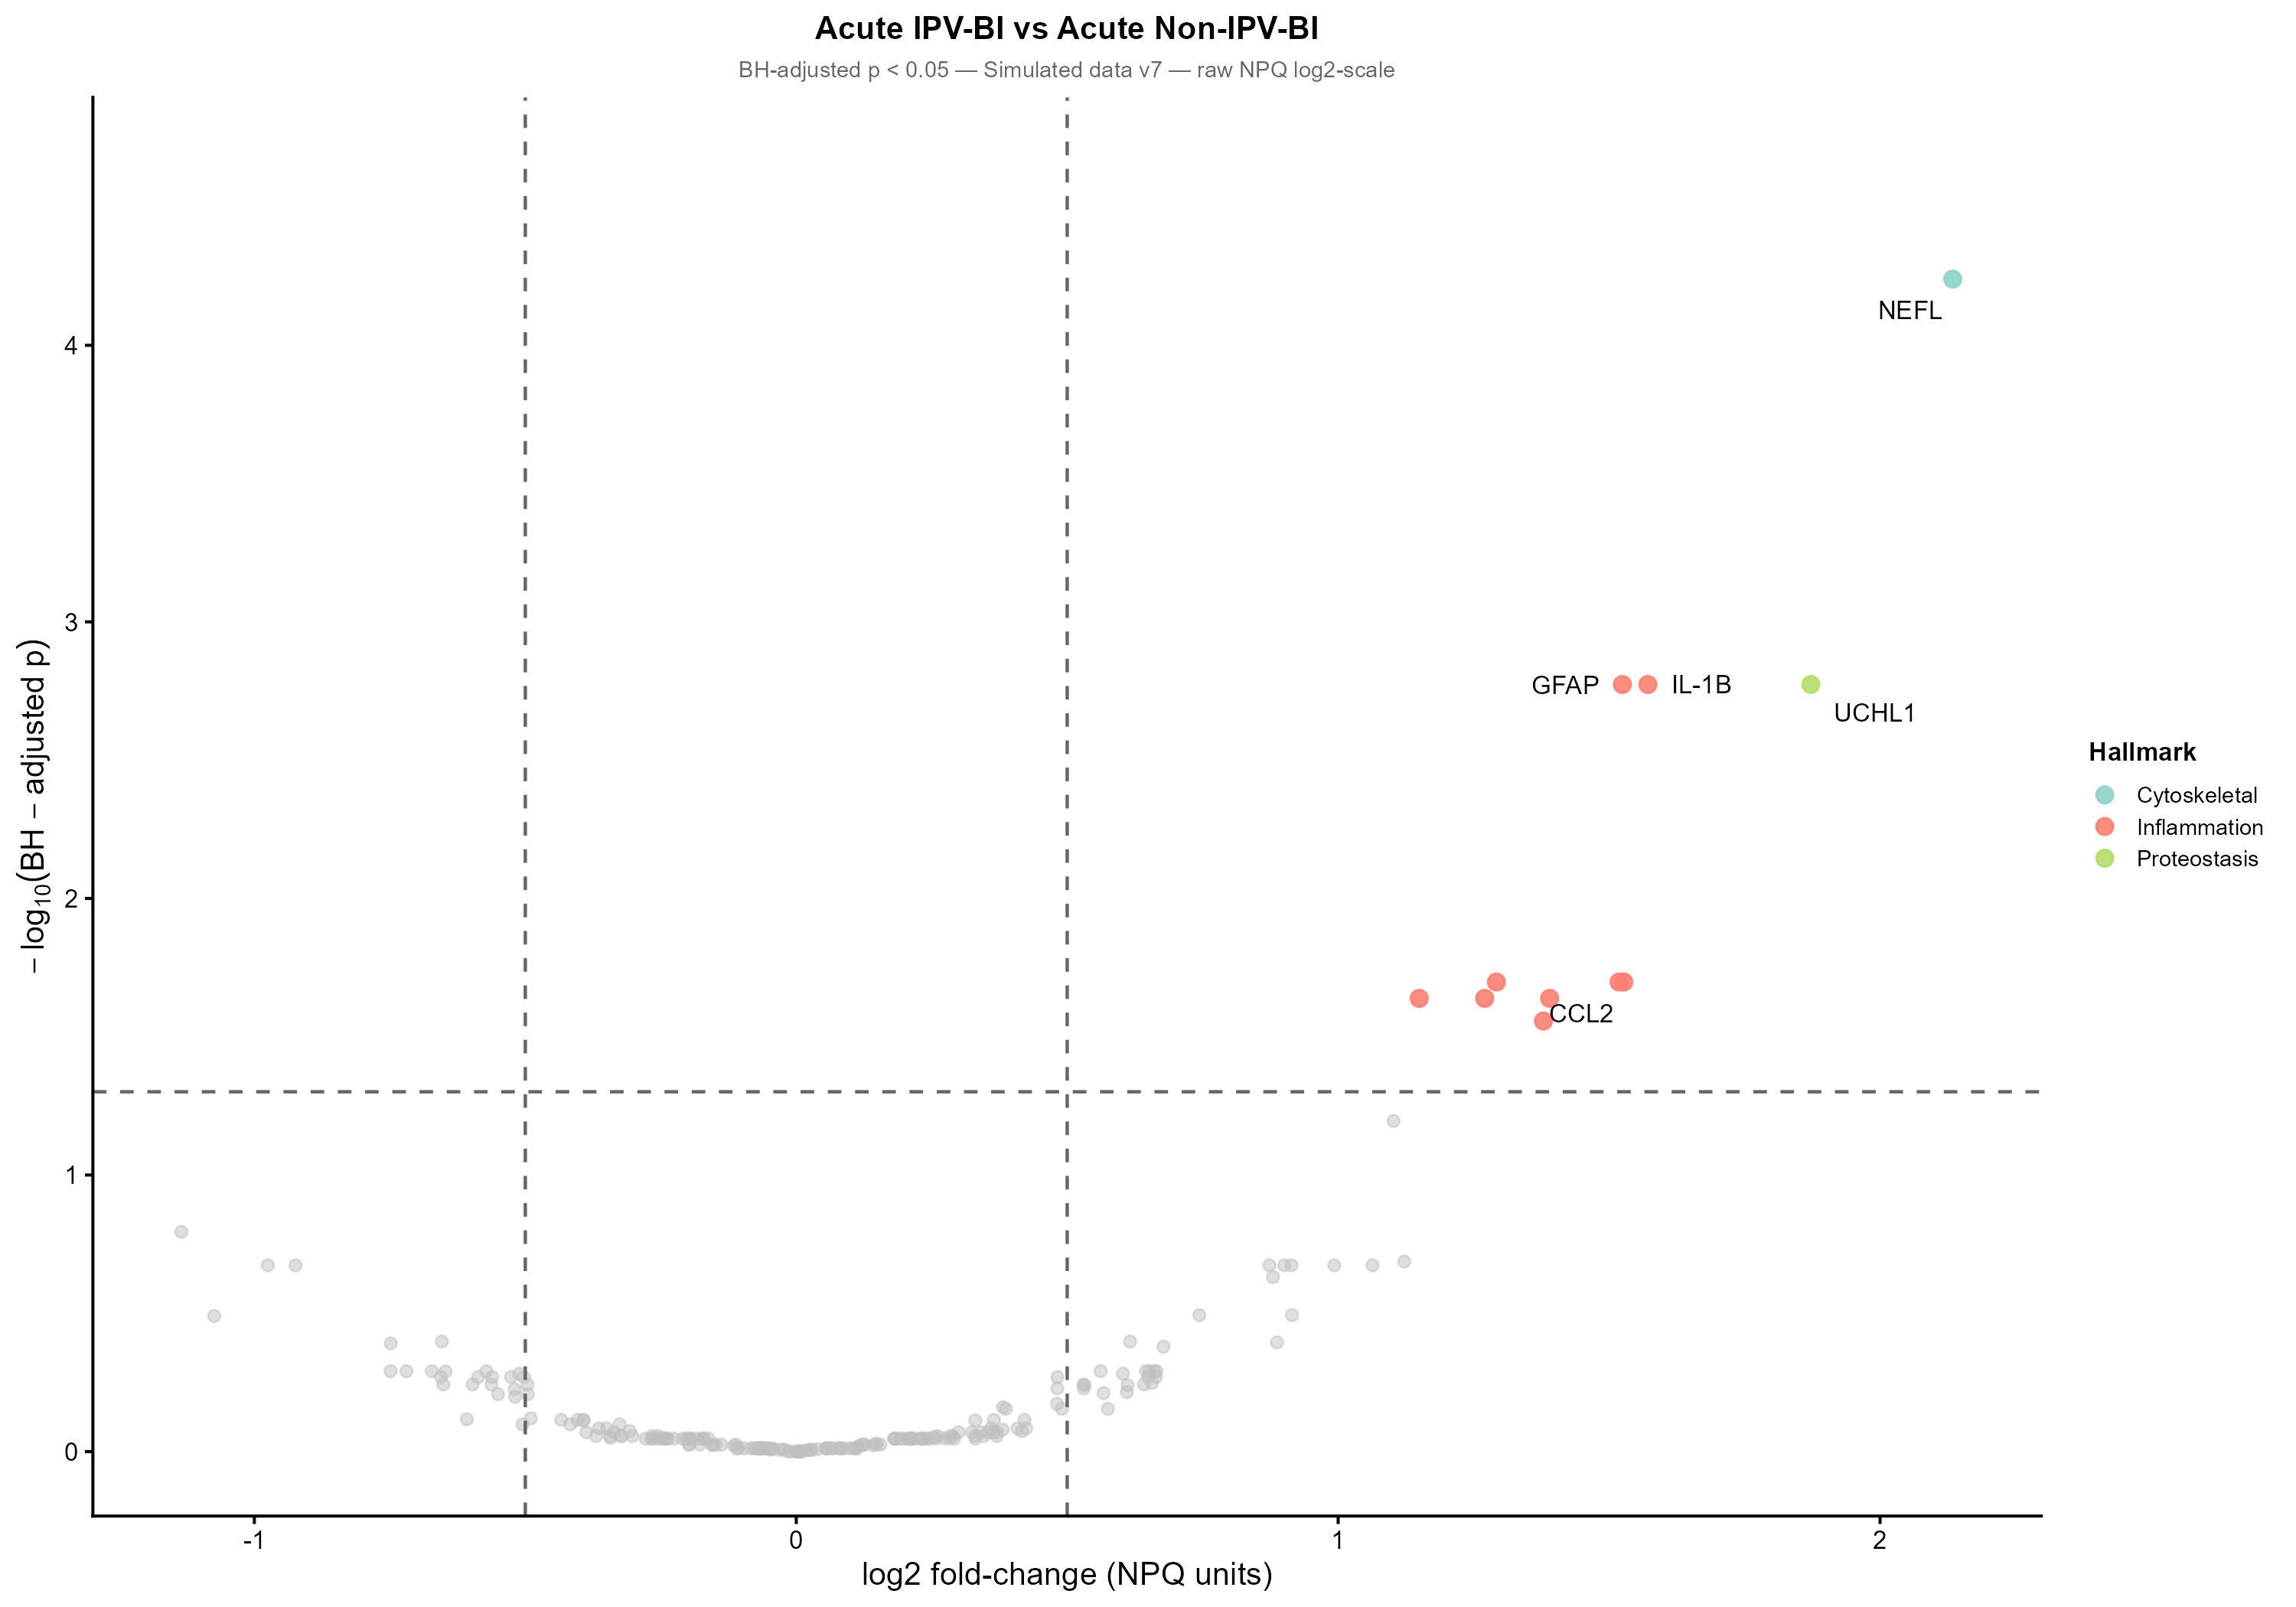 Acute IPV-BI vs Acute Non-IPV-BI
BH-adjusted p < 0.05 — Simulated data v7 — raw NPQ log2-scale
− log10(BH − adjusted p)
4
3
2
1
0
NEFL
GFAP
IL-1B
UCHL1
CCL2
-1
0
1
2
log2 fold-change (NPQ units)
Hallmark
Cytoskeletal
Inflammation
Proteostasis